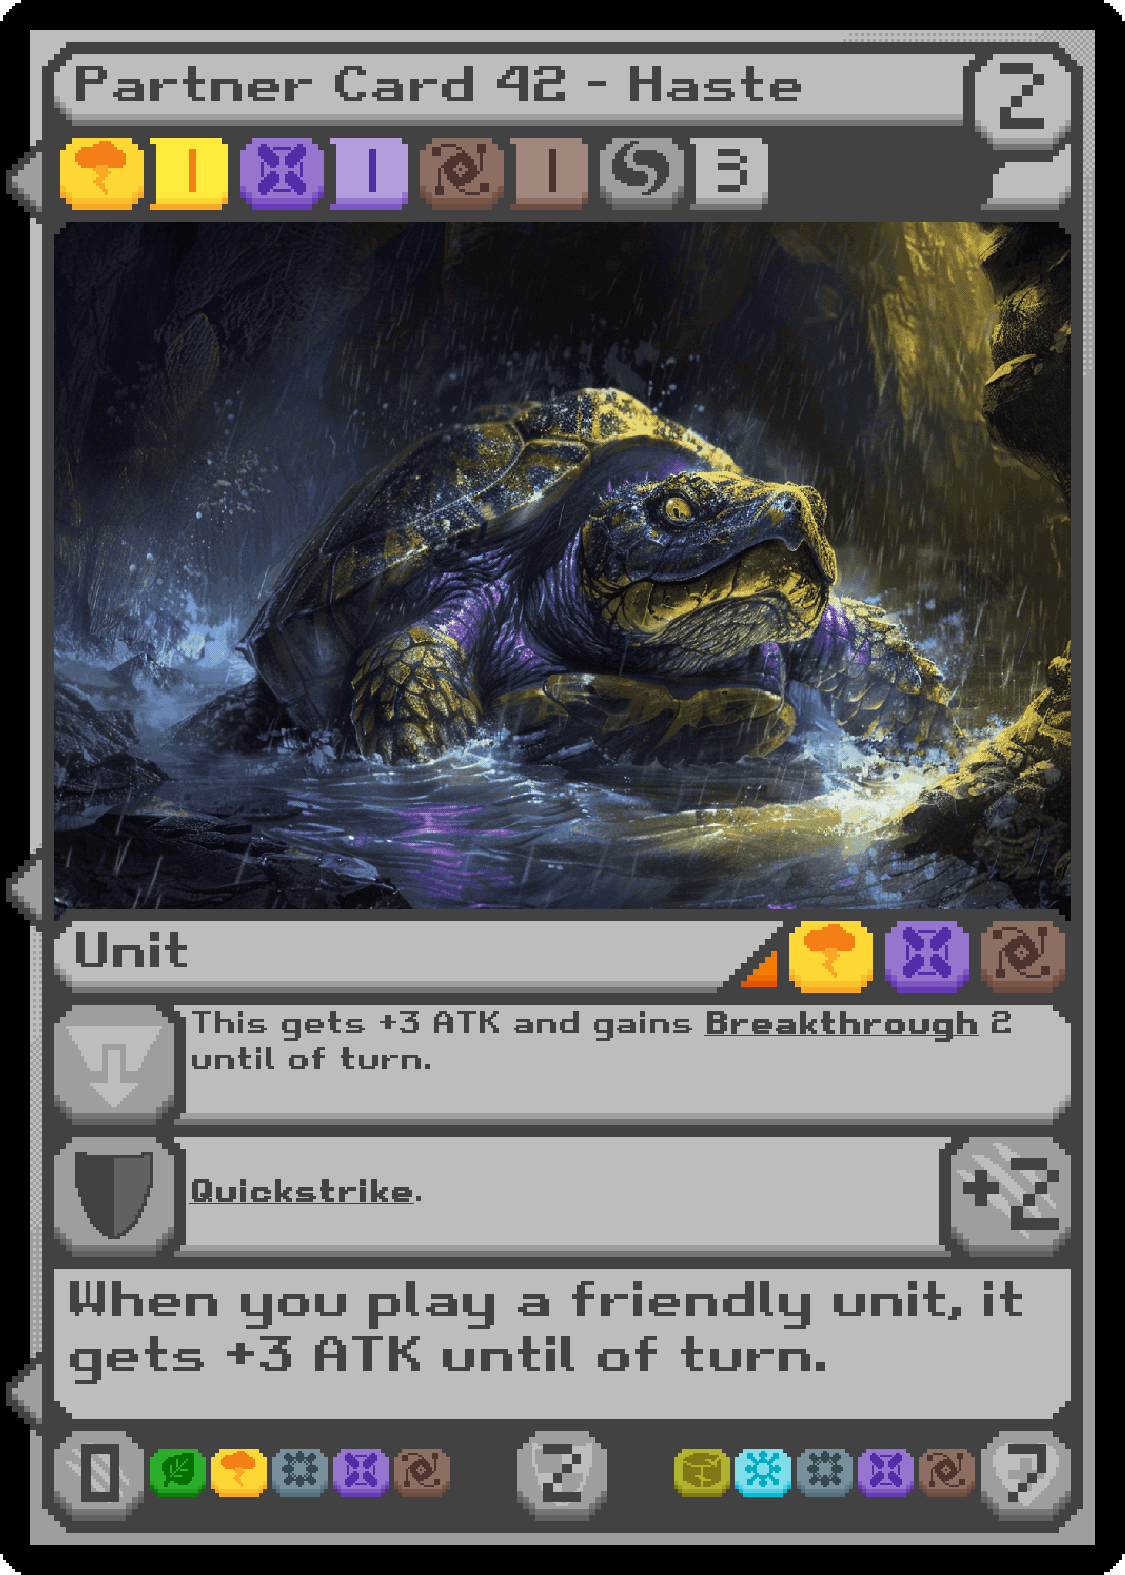 Partner Card 42 - Haste
2
1 1 1 3
Unit
This gets +3 ATK and gains Breakthrough 2
until of turn.
Quickstrike.
+2
When you play a friendly unit, it
gets +3 ATK until of turn.
0 2 7